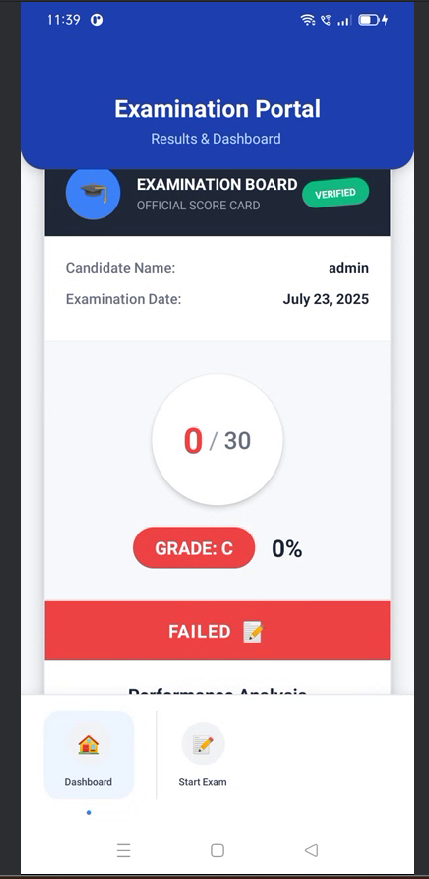 11:39
Examination Portal
Results & Dashboard
EXAMINATION BOARD
OFFICIAL SCORE CARD
VERIFIED
Candidate Name: admin
Examination Date: July 23, 2025
0 / 30
GRADE: C 0%
FAILED
Performance Analysis
Dashboard Start Exam